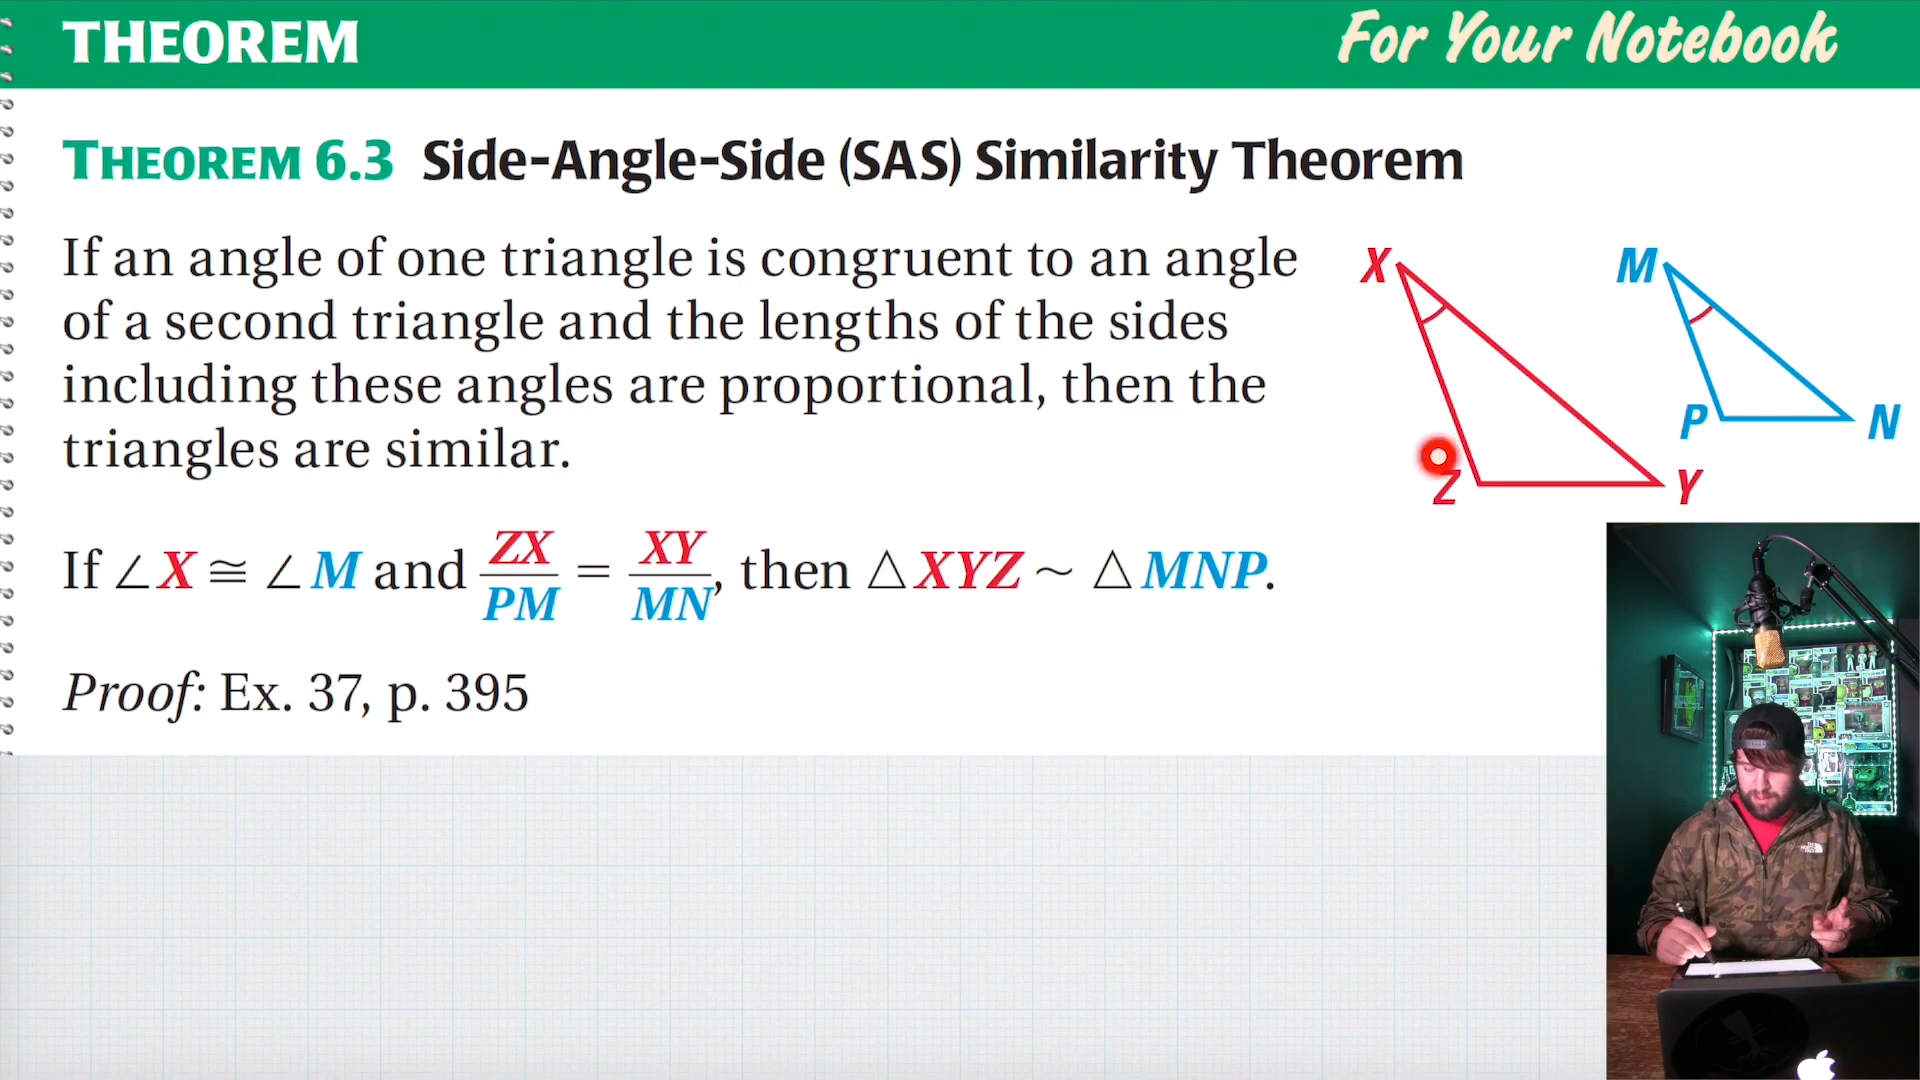 THEOREM
For Your Notebook
THEOREM 6.3 Side-Angle-Side (SAS) Similarity Theorem
If an angle of one triangle is congruent to an angle
of a second triangle and the lengths of the sides
including these angles are proportional, then the
triangles are similar.
X
M
P
N
Z
Y
If ∠X ≅ ∠M and ZX/PM = XY/MN, then △XYZ ~ △MNP.
Proof: Ex. 37, p. 395